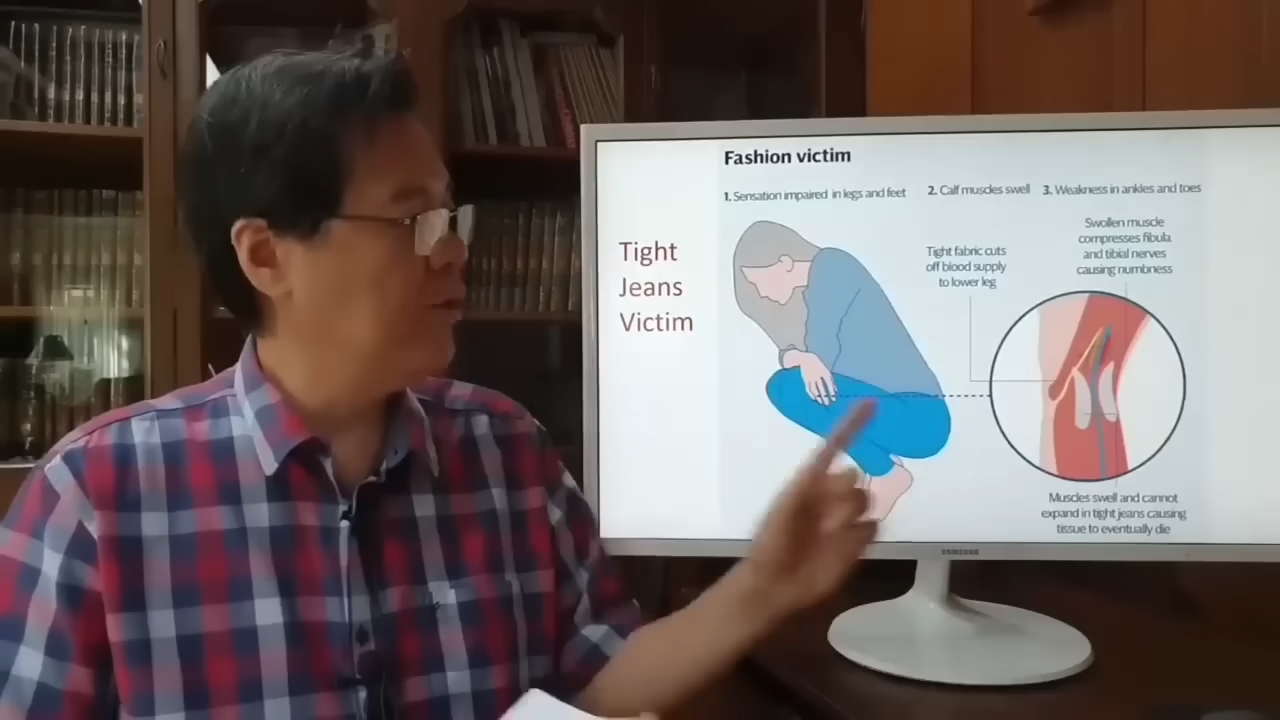 Fashion victim
1. Sensation impaired in legs and feet
2. Calf muscles swell
3. Weakness in ankles and toes
Tight
Jeans
Victim
Tight fabric cuts
off blood supply
to lower leg
Swollen muscle
compresses fibula
and tibial nerves
causing numbness
Muscles swell and cannot
expand in tight jeans causing
tissue to eventually die
SAMSUNG